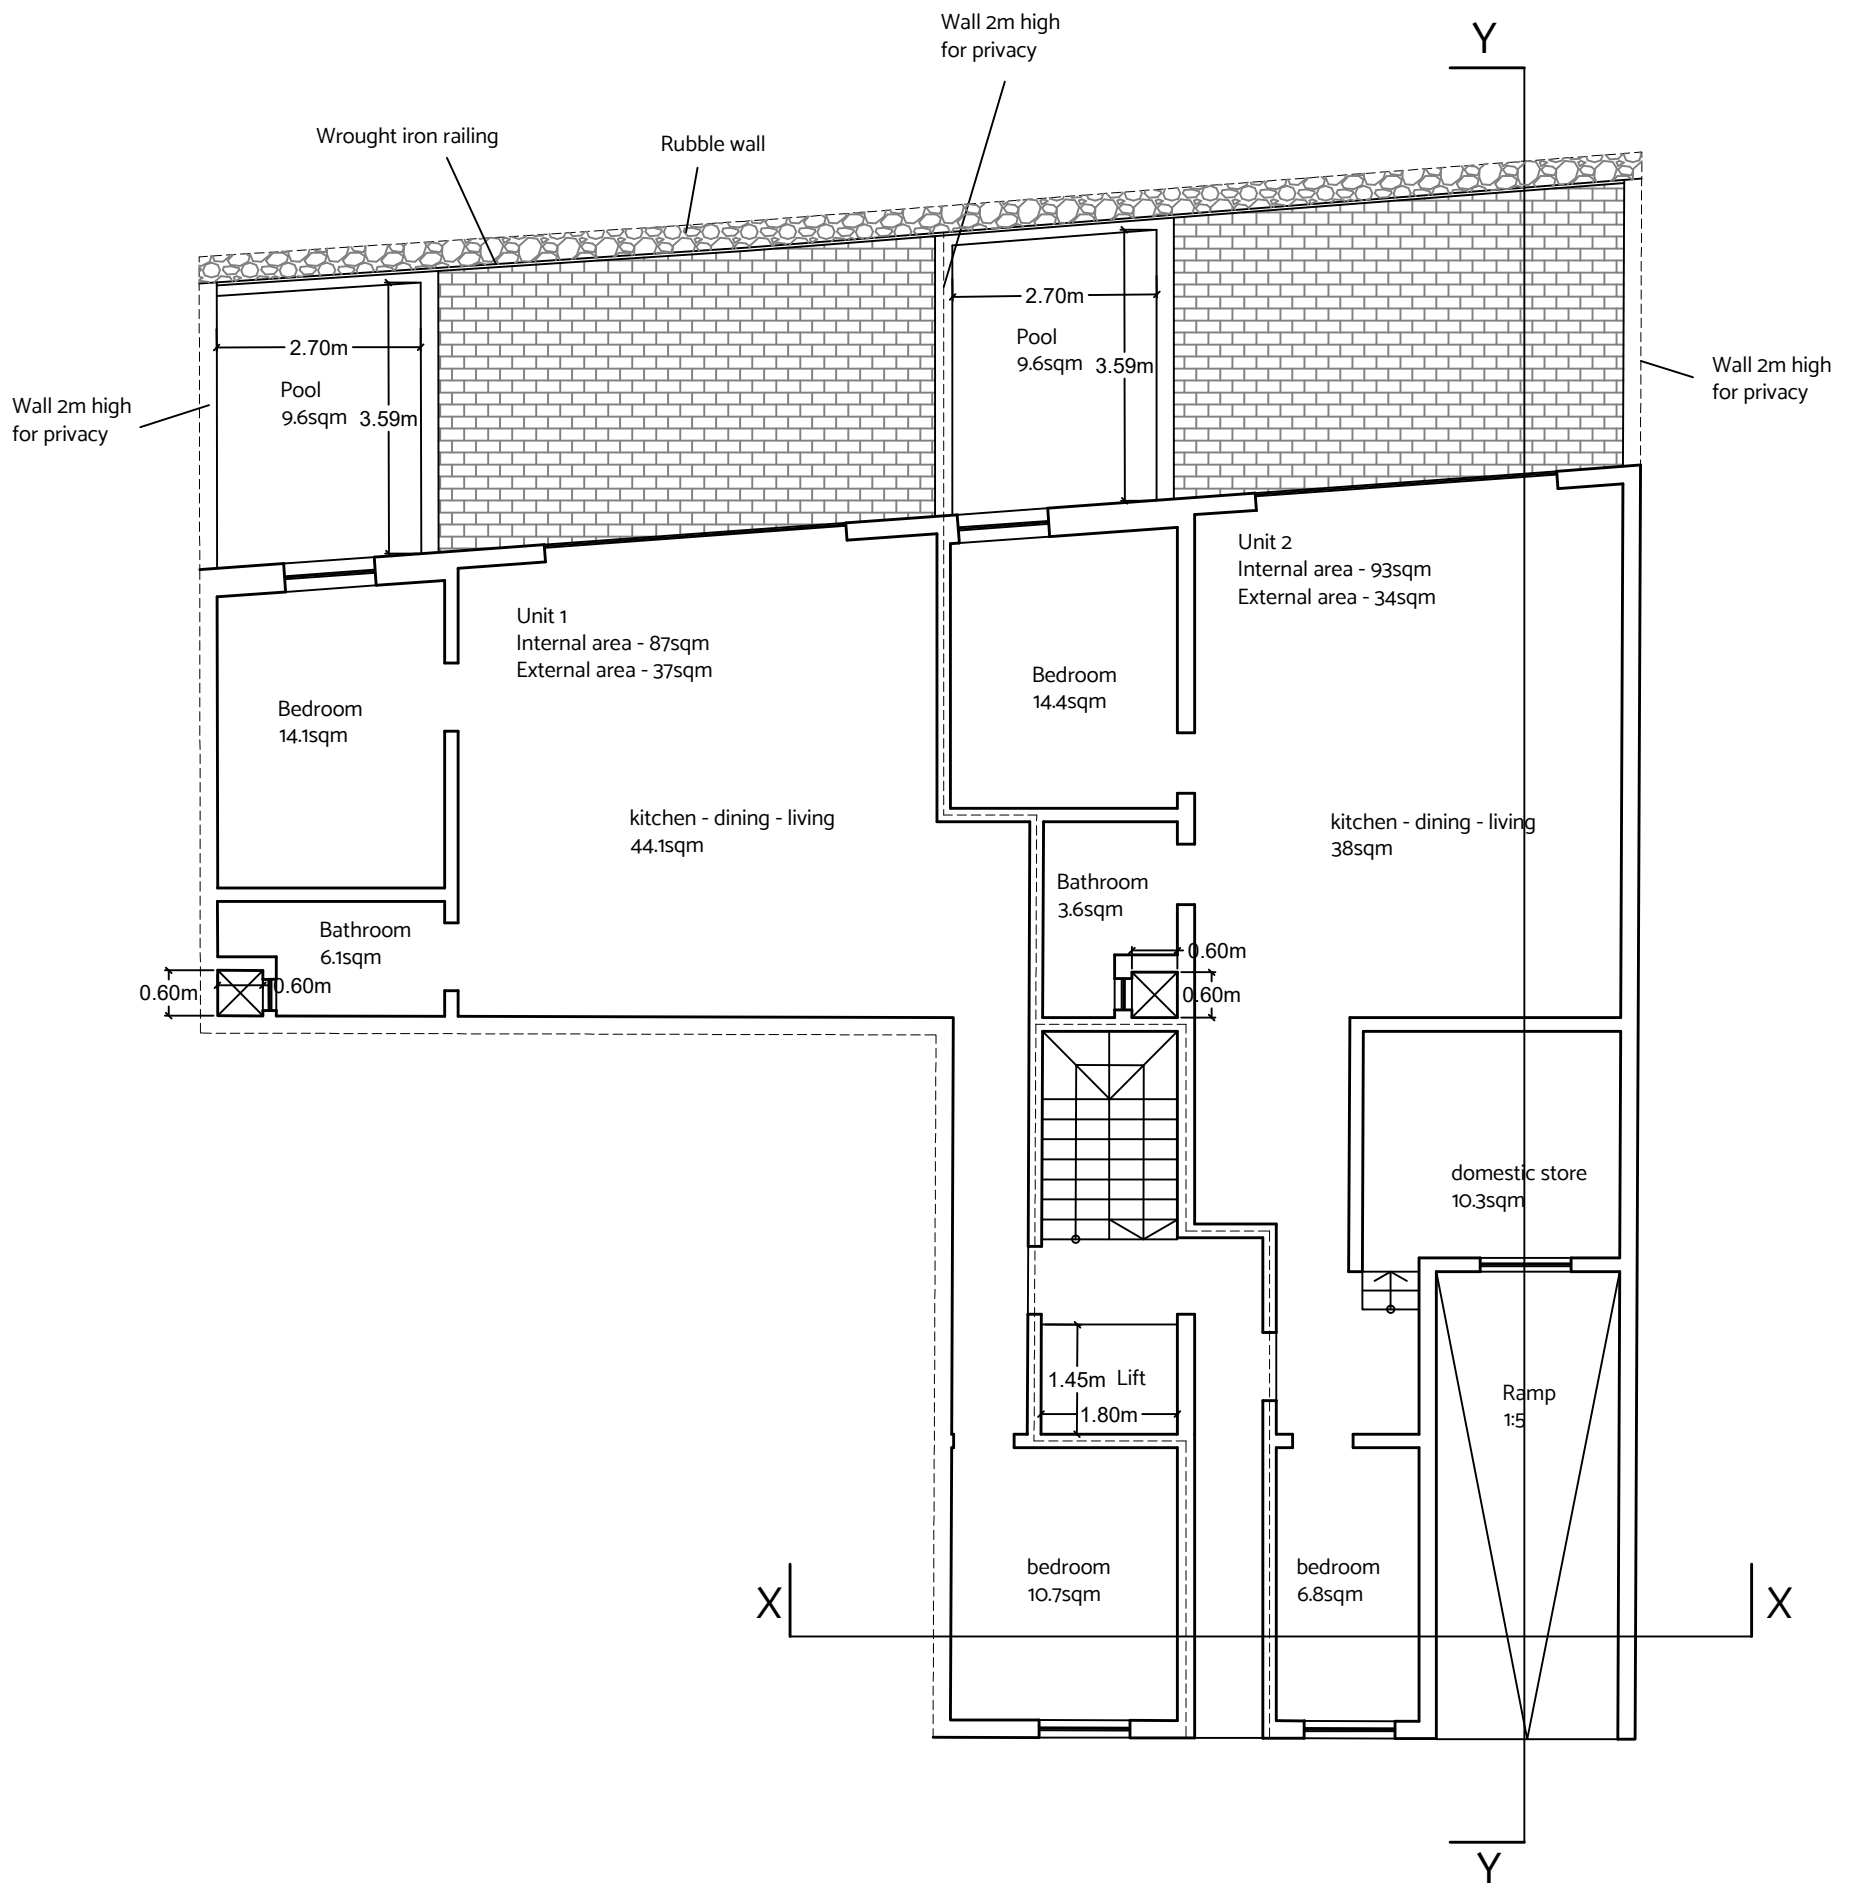 Wall 2m high
for privacy
Y
Wrought iron railing
Rubble wall
2.70m
Pool
9.6sqm
3.59m
Wall 2m high
for privacy
2.70m
Pool
9.6sqm
3.59m
Wall 2m high
for privacy
Unit 2
Internal area - 93sqm
External area - 34sqm
Unit 1
Internal area - 87sqm
External area - 37sqm
Bedroom
14.4sqm
Bedroom
14.1sqm
kitchen - dining - living
44.1sqm
kitchen - dining - living
38sqm
Bathroom
3.6sqm
Bathroom
6.1sqm
0.60m
0.60m
0.60m
0.60m
domestic store
10.3sqm
1.45m
Lift
1.80m
Ramp
1:5
bedroom
10.7sqm
bedroom
6.8sqm
X
X
Y